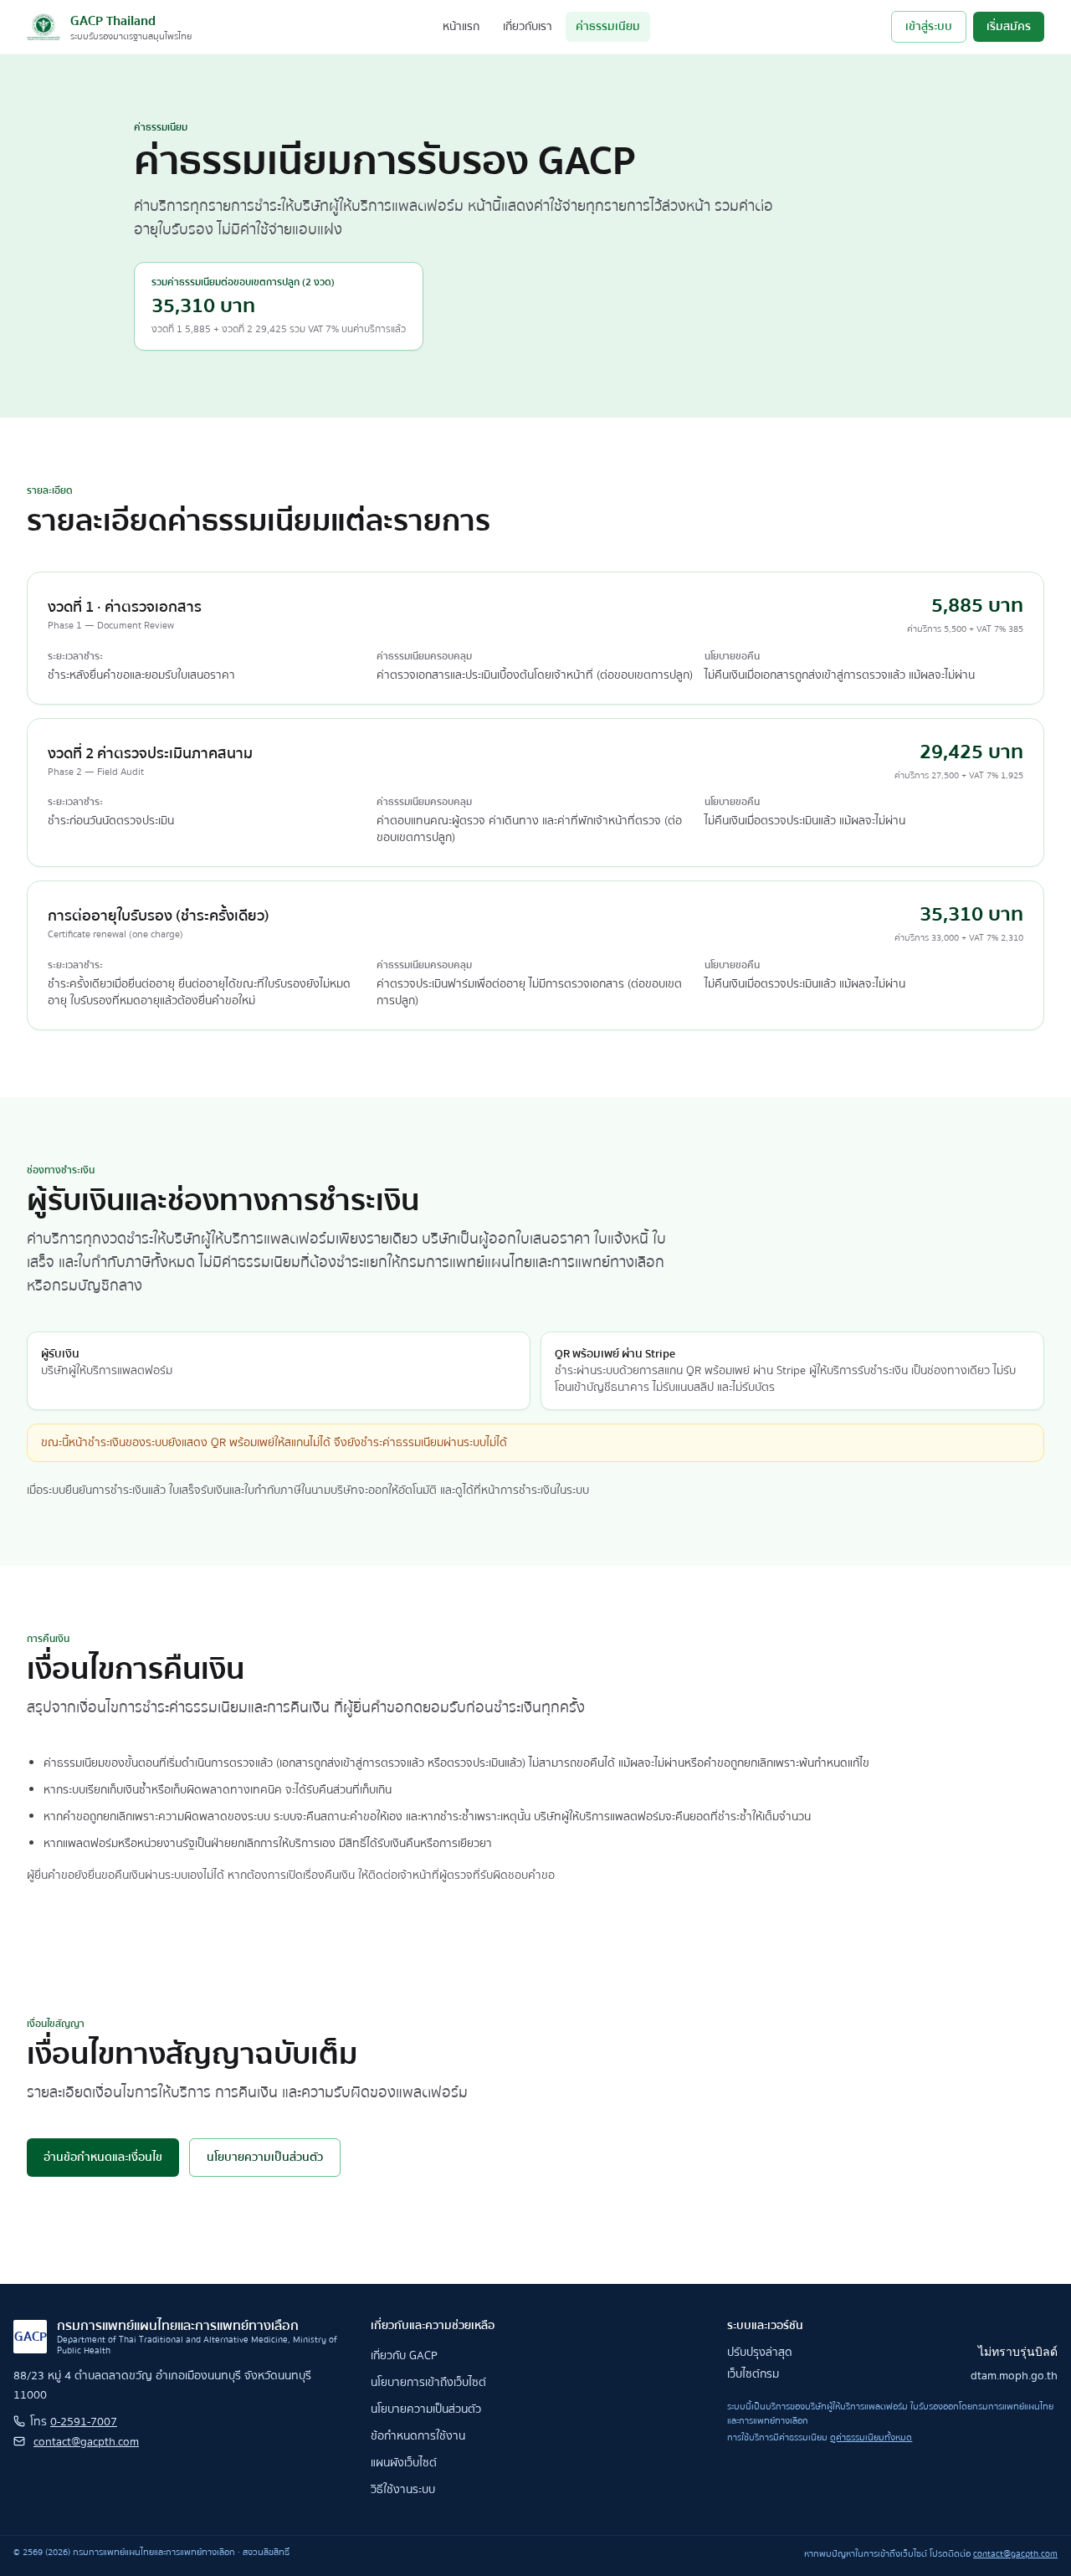 GACP Thailand
ระบบรับรองมาตรฐานสมุนไพรไทย
หน้าแรก
เกี่ยวกับเรา
ค่าธรรมเนียม
เข้าสู่ระบบ
เริ่มสมัคร
ค่าธรรมเนียม
ค่าธรรมเนียมการรับรอง GACP
ค่าบริการทุกรายการชำระให้บริษัทผู้ให้บริการแพลตฟอร์ม หน้านี้แสดงค่าใช้จ่ายทุกรายการไว้ล่วงหน้า รวมค่าต่อ
อายุใบรับรอง ไม่มีค่าใช้จ่ายแอบแฝง
รวมค่าธรรมเนียมต่อขอบเขตการปลูก (2 งวด)
35,310 บาท
งวดที่ 1 5,885 + งวดที่ 2 29,425 รวม VAT 7% บนค่าบริการแล้ว
รายละเอียด
รายละเอียดค่าธรรมเนียมแต่ละรายการ
งวดที่ 1 · ค่าตรวจเอกสาร
Phase 1 — Document Review
5,885 บาท
ค่าบริการ 5,500 + VAT 7% 385
ระยะเวลาชำระ
ชำระหลังยื่นคำขอและยอมรับใบเสนอราคา
ค่าธรรมเนียมครอบคลุม
ค่าตรวจเอกสารและประเมินเบื้องต้นโดยเจ้าหน้าที่ (ต่อขอบเขตการปลูก)
นโยบายขอคืน
ไม่คืนเงินเมื่อเอกสารถูกส่งเข้าสู่การตรวจแล้ว แม้ผลจะไม่ผ่าน
งวดที่ 2 ค่าตรวจประเมินภาคสนาม
Phase 2 — Field Audit
29,425 บาท
ค่าบริการ 27,500 + VAT 7% 1,925
ระยะเวลาชำระ
ชำระก่อนวันนัดตรวจประเมิน
ค่าธรรมเนียมครอบคลุม
ค่าตอบแทนคณะผู้ตรวจ ค่าเดินทาง และค่าที่พักเจ้าหน้าที่ตรวจ (ต่อ
ขอบเขตการปลูก)
นโยบายขอคืน
ไม่คืนเงินเมื่อตรวจประเมินแล้ว แม้ผลจะไม่ผ่าน
การต่ออายุใบรับรอง (ชำระครั้งเดียว)
Certificate renewal (one charge)
35,310 บาท
ค่าบริการ 33,000 + VAT 7% 2,310
ระยะเวลาชำระ
ชำระครั้งเดียวเมื่อยื่นต่ออายุ ยื่นต่ออายุได้ขณะที่ใบรับรองยังไม่หมด
อายุ ใบรับรองที่หมดอายุแล้วต้องยื่นคำขอใหม่
ค่าธรรมเนียมครอบคลุม
ค่าตรวจประเมินฟาร์มเพื่อต่ออายุ ไม่มีการตรวจเอกสาร (ต่อขอบเขต
การปลูก)
นโยบายขอคืน
ไม่คืนเงินเมื่อตรวจประเมินแล้ว แม้ผลจะไม่ผ่าน
ช่องทางชำระเงิน
ผู้รับเงินและช่องทางการชำระเงิน
ค่าบริการทุกงวดชำระให้บริษัทผู้ให้บริการแพลตฟอร์มเพียงรายเดียว บริษัทเป็นผู้ออกใบเสนอราคา ใบแจ้งหนี้ ใบ
เสร็จ และใบกำกับภาษีทั้งหมด ไม่มีค่าธรรมเนียมที่ต้องชำระแยกให้กรมการแพทย์แผนไทยและการแพทย์ทางเลือก
หรือกรมบัญชีกลาง
ผู้รับเงิน
บริษัทผู้ให้บริการแพลตฟอร์ม
QR พร้อมเพย์ ผ่าน Stripe
ชำระผ่านระบบด้วยการสแกน QR พร้อมเพย์ ผ่าน Stripe ผู้ให้บริการรับชำระเงิน เป็นช่องทางเดียว ไม่รับ
โอนเข้าบัญชีธนาคาร ไม่รับแนบสลิป และไม่รับบัตร
ขณะนี้หน้าชำระเงินของระบบยังแสดง QR พร้อมเพย์ให้สแกนไม่ได้ จึงยังชำระค่าธรรมเนียมผ่านระบบไม่ได้
เมื่อระบบยืนยันการชำระเงินแล้ว ใบเสร็จรับเงินและใบกำกับภาษีในนามบริษัทจะออกให้อัตโนมัติ และดูได้ที่หน้าการชำระเงินในระบบ
การคืนเงิน
เงื่อนไขการคืนเงิน
สรุปจากเงื่อนไขการชำระค่าธรรมเนียมและการคืนเงิน ที่ผู้ยื่นคำขอกดยอมรับก่อนชำระเงินทุกครั้ง
• ค่าธรรมเนียมของขั้นตอนที่เริ่มดำเนินการตรวจแล้ว (เอกสารถูกส่งเข้าสู่การตรวจแล้ว หรือตรวจประเมินแล้ว) ไม่สามารถขอคืนได้ แม้ผลจะไม่ผ่านหรือคำขอถูกยกเลิกเพราะพ้นกำหนดแก้ไข
• หากระบบเรียกเก็บเงินซ้ำหรือเก็บผิดพลาดทางเทคนิค จะได้รับคืนส่วนที่เก็บเกิน
• หากคำขอถูกยกเลิกเพราะความผิดพลาดของระบบ ระบบจะคืนสถานะคำขอให้เอง และหากชำระซ้ำเพราะเหตุนั้น บริษัทผู้ให้บริการแพลตฟอร์มจะคืนยอดที่ชำระซ้ำให้เต็มจำนวน
• หากแพลตฟอร์มหรือหน่วยงานรัฐเป็นฝ่ายยกเลิกการให้บริการเอง มีสิทธิ์ได้รับเงินคืนหรือการเยียวยา
ผู้ยื่นคำขอยังยื่นขอคืนเงินผ่านระบบเองไม่ได้ หากต้องการเปิดเรื่องคืนเงิน ให้ติดต่อเจ้าหน้าที่ผู้ตรวจที่รับผิดชอบคำขอ
เงื่อนไขสัญญา
เงื่อนไขทางสัญญาฉบับเต็ม
รายละเอียดเงื่อนไขการให้บริการ การคืนเงิน และความรับผิดของแพลตฟอร์ม
อ่านข้อกำหนดและเงื่อนไข
นโยบายความเป็นส่วนตัว
GACP
กรมการแพทย์แผนไทยและการแพทย์ทางเลือก
Department of Thai Traditional and Alternative Medicine, Ministry of
Public Health
88/23 หมู่ 4 ตำบลตลาดขวัญ อำเภอเมืองนนทบุรี จังหวัดนนทบุรี
11000
โทร 0-2591-7007
contact@gacpth.com
เกี่ยวกับและความช่วยเหลือ
เกี่ยวกับ GACP
นโยบายการเข้าถึงเว็บไซต์
นโยบายความเป็นส่วนตัว
ข้อกำหนดการใช้งาน
แผนผังเว็บไซต์
วิธีใช้งานระบบ
ระบบและเวอร์ชัน
ปรับปรุงล่าสุด
ไม่ทราบรุ่นบิลด์
เว็บไซต์กรม
dtam.moph.go.th
ระบบนี้เป็นบริการของบริษัทผู้ให้บริการแพลตฟอร์ม ใบรับรองออกโดยกรมการแพทย์แผนไทย
และการแพทย์ทางเลือก
การใช้บริการมีค่าธรรมเนียม ดูค่าธรรมเนียมทั้งหมด
© 2569 (2026) กรมการแพทย์แผนไทยและการแพทย์ทางเลือก · สงวนลิขสิทธิ์
หากพบปัญหาในการเข้าถึงเว็บไซต์ โปรดติดต่อ contact@gacpth.com